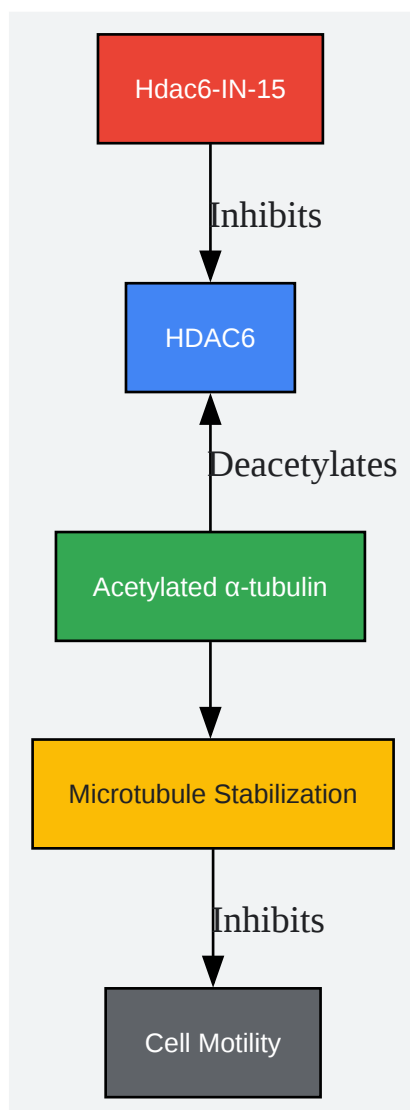 Hdac6-IN-15
Inhibits
HDAC6
Deacetylates
Acetylated α-tubulin
Microtubule Stabilization
Inhibits
Cell Motility